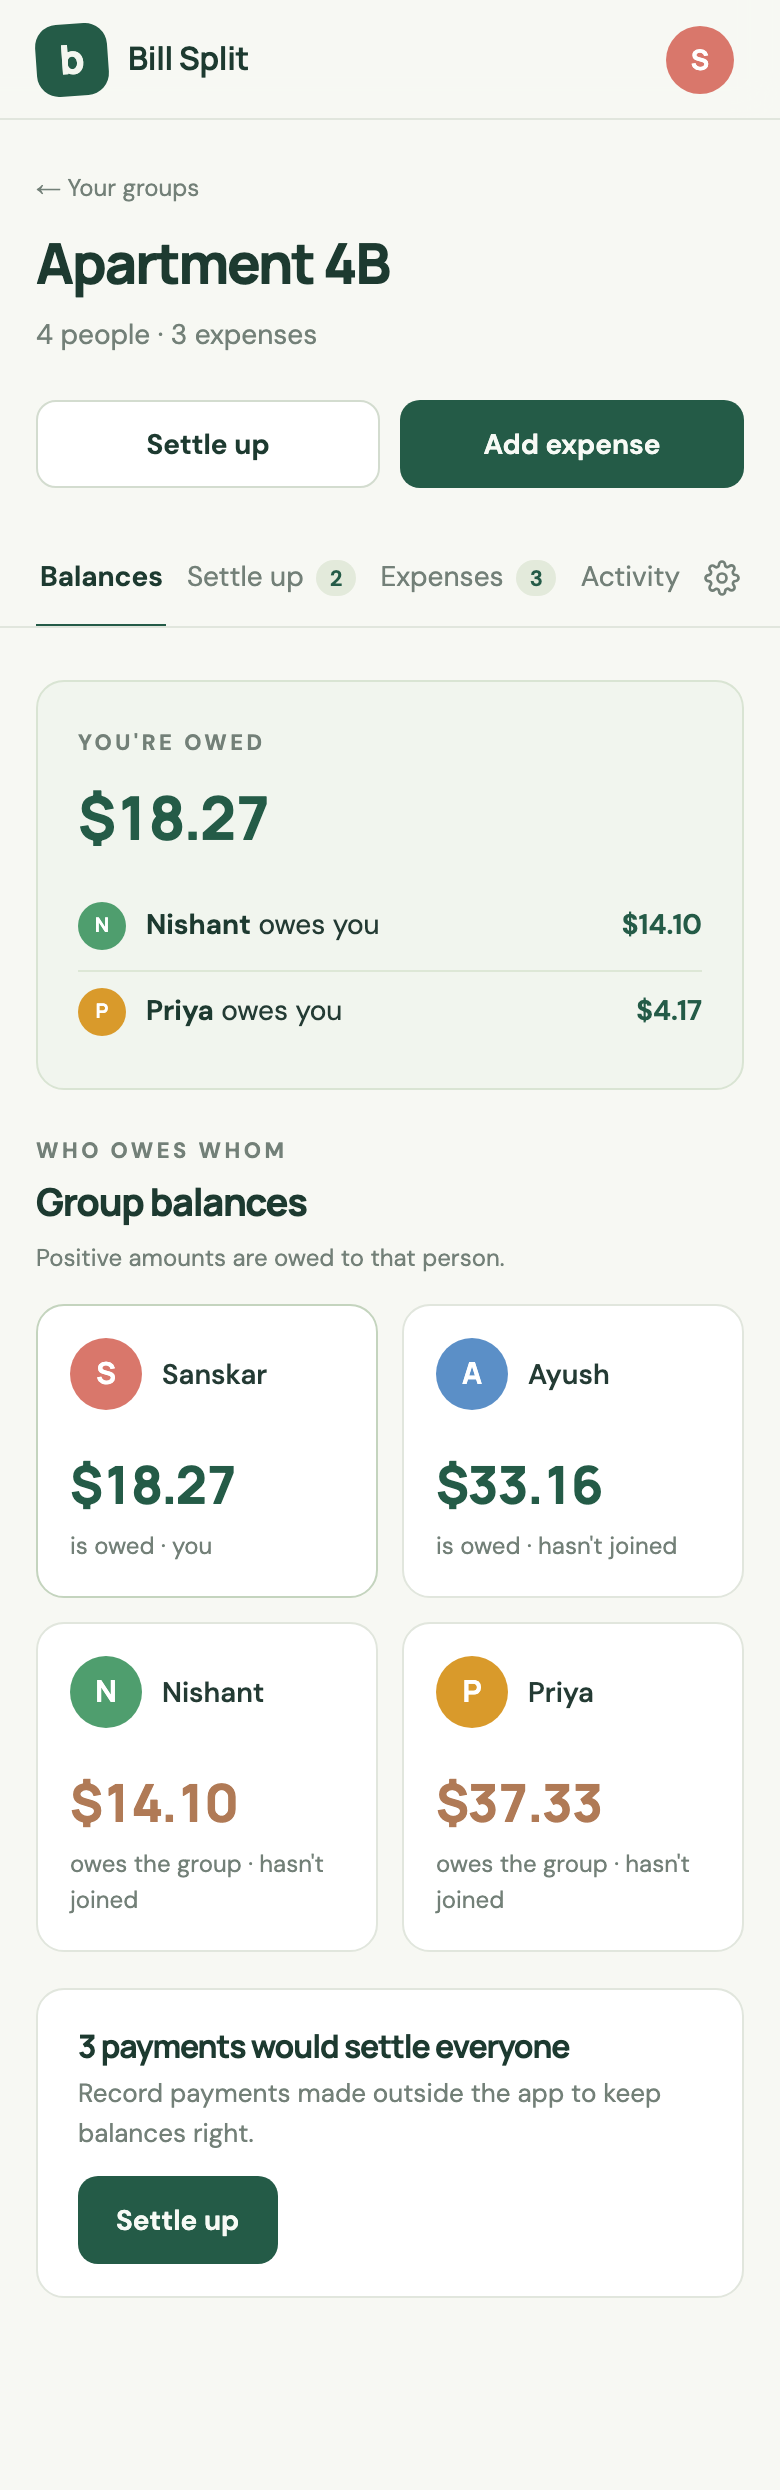 b Bill Split S
← Your groups
Apartment 4B
4 people · 3 expenses
Settle up Add expense
Balances Settle up 2 Expenses 3 Activity
YOU'RE OWED
$18.27
N Nishant owes you $14.10
P Priya owes you $4.17
WHO OWES WHOM
Group balances
Positive amounts are owed to that person.
S Sanskar
$18.27
is owed · you
A Ayush
$33.16
is owed · hasn't joined
N Nishant
$14.10
owes the group · hasn't
joined
P Priya
$37.33
owes the group · hasn't
joined
3 payments would settle everyone
Record payments made outside the app to keep
balances right.
Settle up